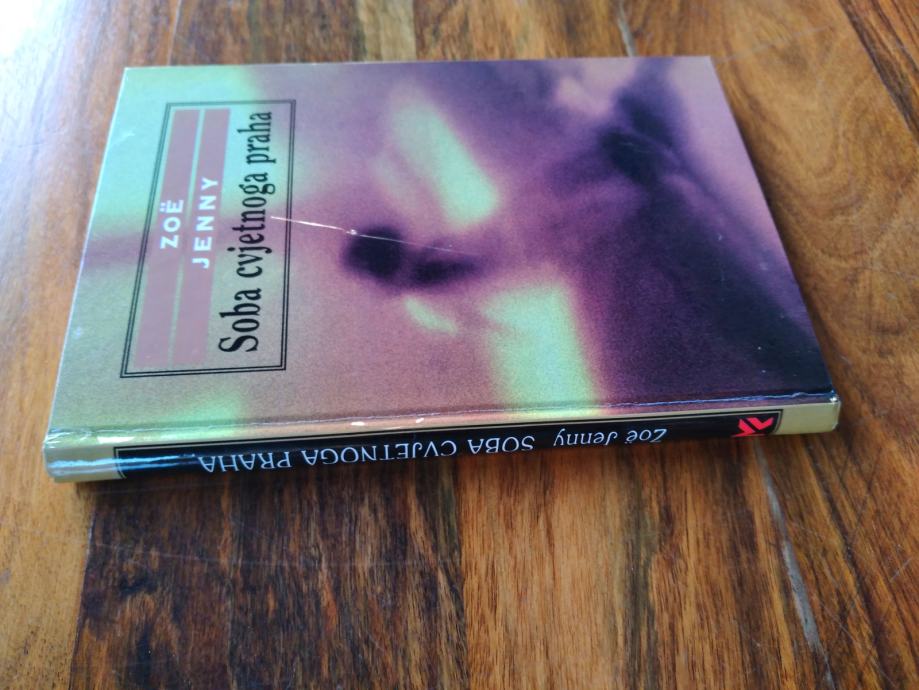 ZOË
JENNY
Soba cvjetnoga praha
Zoë Jenny SOBA CVJETNOGA PRAHA